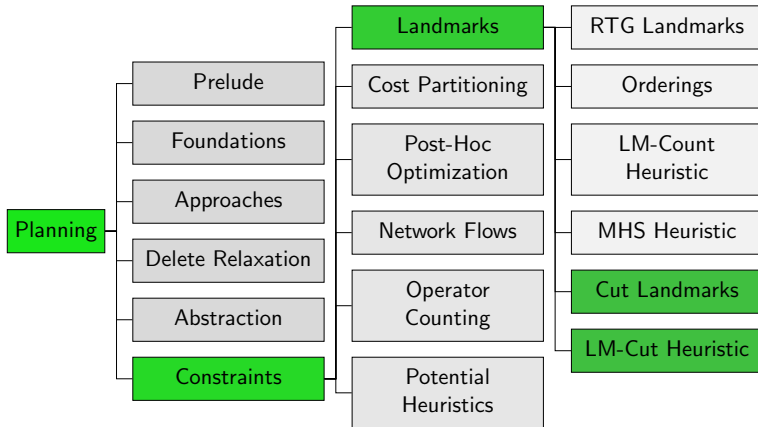 Planning
Prelude
Foundations
Approaches
Delete Relaxation
Abstraction
Constraints
Landmarks
Cost Partitioning
Post-Hoc
Optimization
Network Flows
Operator
Counting
Potential
Heuristics
RTG Landmarks
Orderings
LM-Count
Heuristic
MHS Heuristic
Cut Landmarks
LM-Cut Heuristic